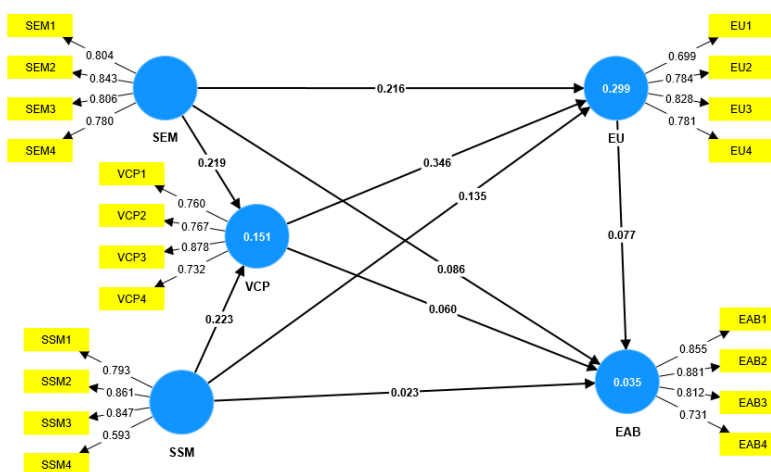 SEM1
SEM2
SEM3
SEM4
0.804
0.843
0.806
0.780
SEM
0.216
0.299
EU
EU1
EU2
EU3
EU4
0.699
0.784
0.828
0.781
0.219
0.346
0.135
0.077
VCP1
VCP2
VCP3
VCP4
0.760
0.767
0.878
0.732
0.151
VCP
0.086
0.060
0.223
SSM1
SSM2
SSM3
SSM4
0.793
0.861
0.847
0.593
SSM
0.023
0.035
EAB
EAB1
EAB2
EAB3
EAB4
0.855
0.881
0.812
0.731